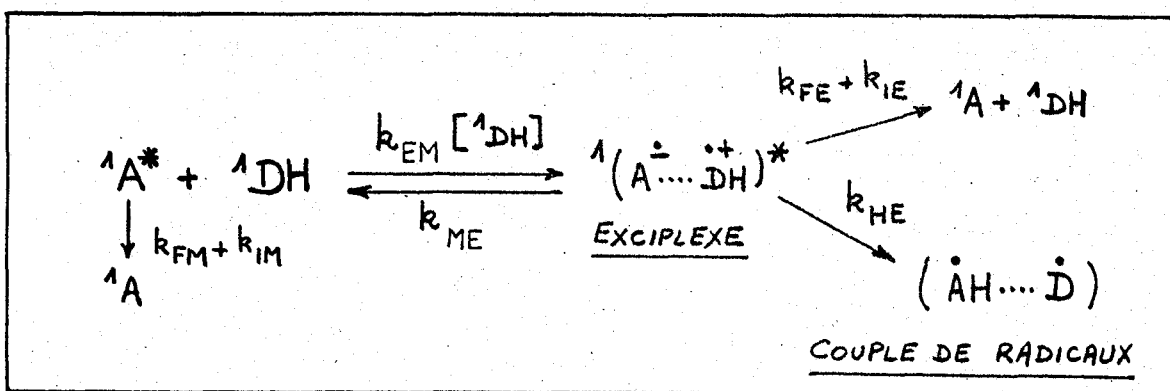 ¹A* + ¹DH
k_EM [¹DH]
k_ME
k_FM + k_IM
¹A
¹(A∸ .... DH^•+)*
EXCIPLEXE
k_FE + k_IE
¹A + ¹DH
k_HE
(ȦH .... Ḋ)
COUPLE DE RADICAUX